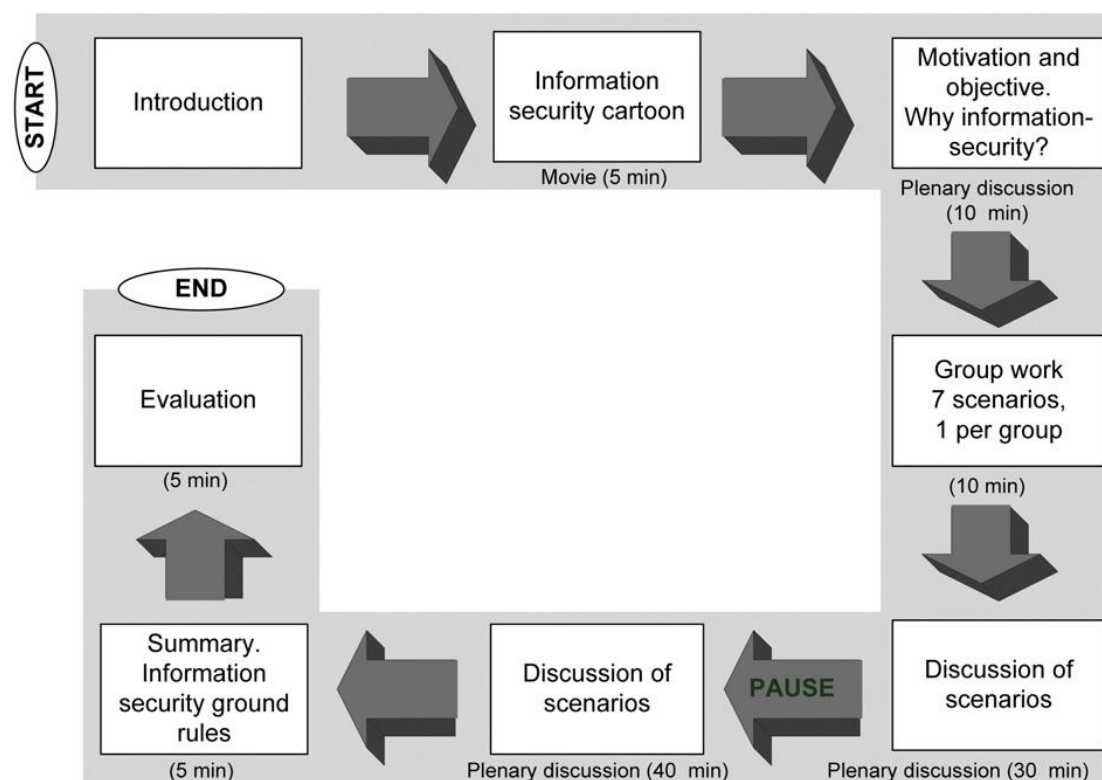 START
Introduction
Information
security cartoon
Movie (5 min)
Motivation and
objective.
Why information-
security?
Plenary discussion
(10 min)
Group work
7 scenarios,
1 per group
(10 min)
Discussion of
scenarios
Plenary discussion (30 min)
PAUSE
Discussion of
scenarios
Plenary discussion (40 min)
Summary.
Information
security ground
rules
(5 min)
Evaluation
(5 min)
END